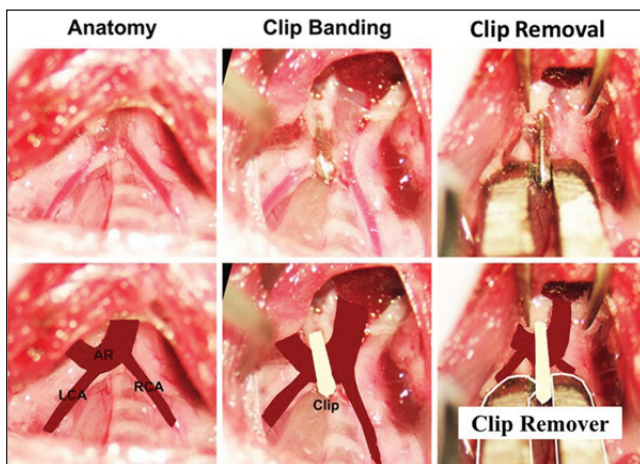 Anatomy
Clip Banding
Clip Removal
AR
LCA
RCA
Clip
Clip Remover